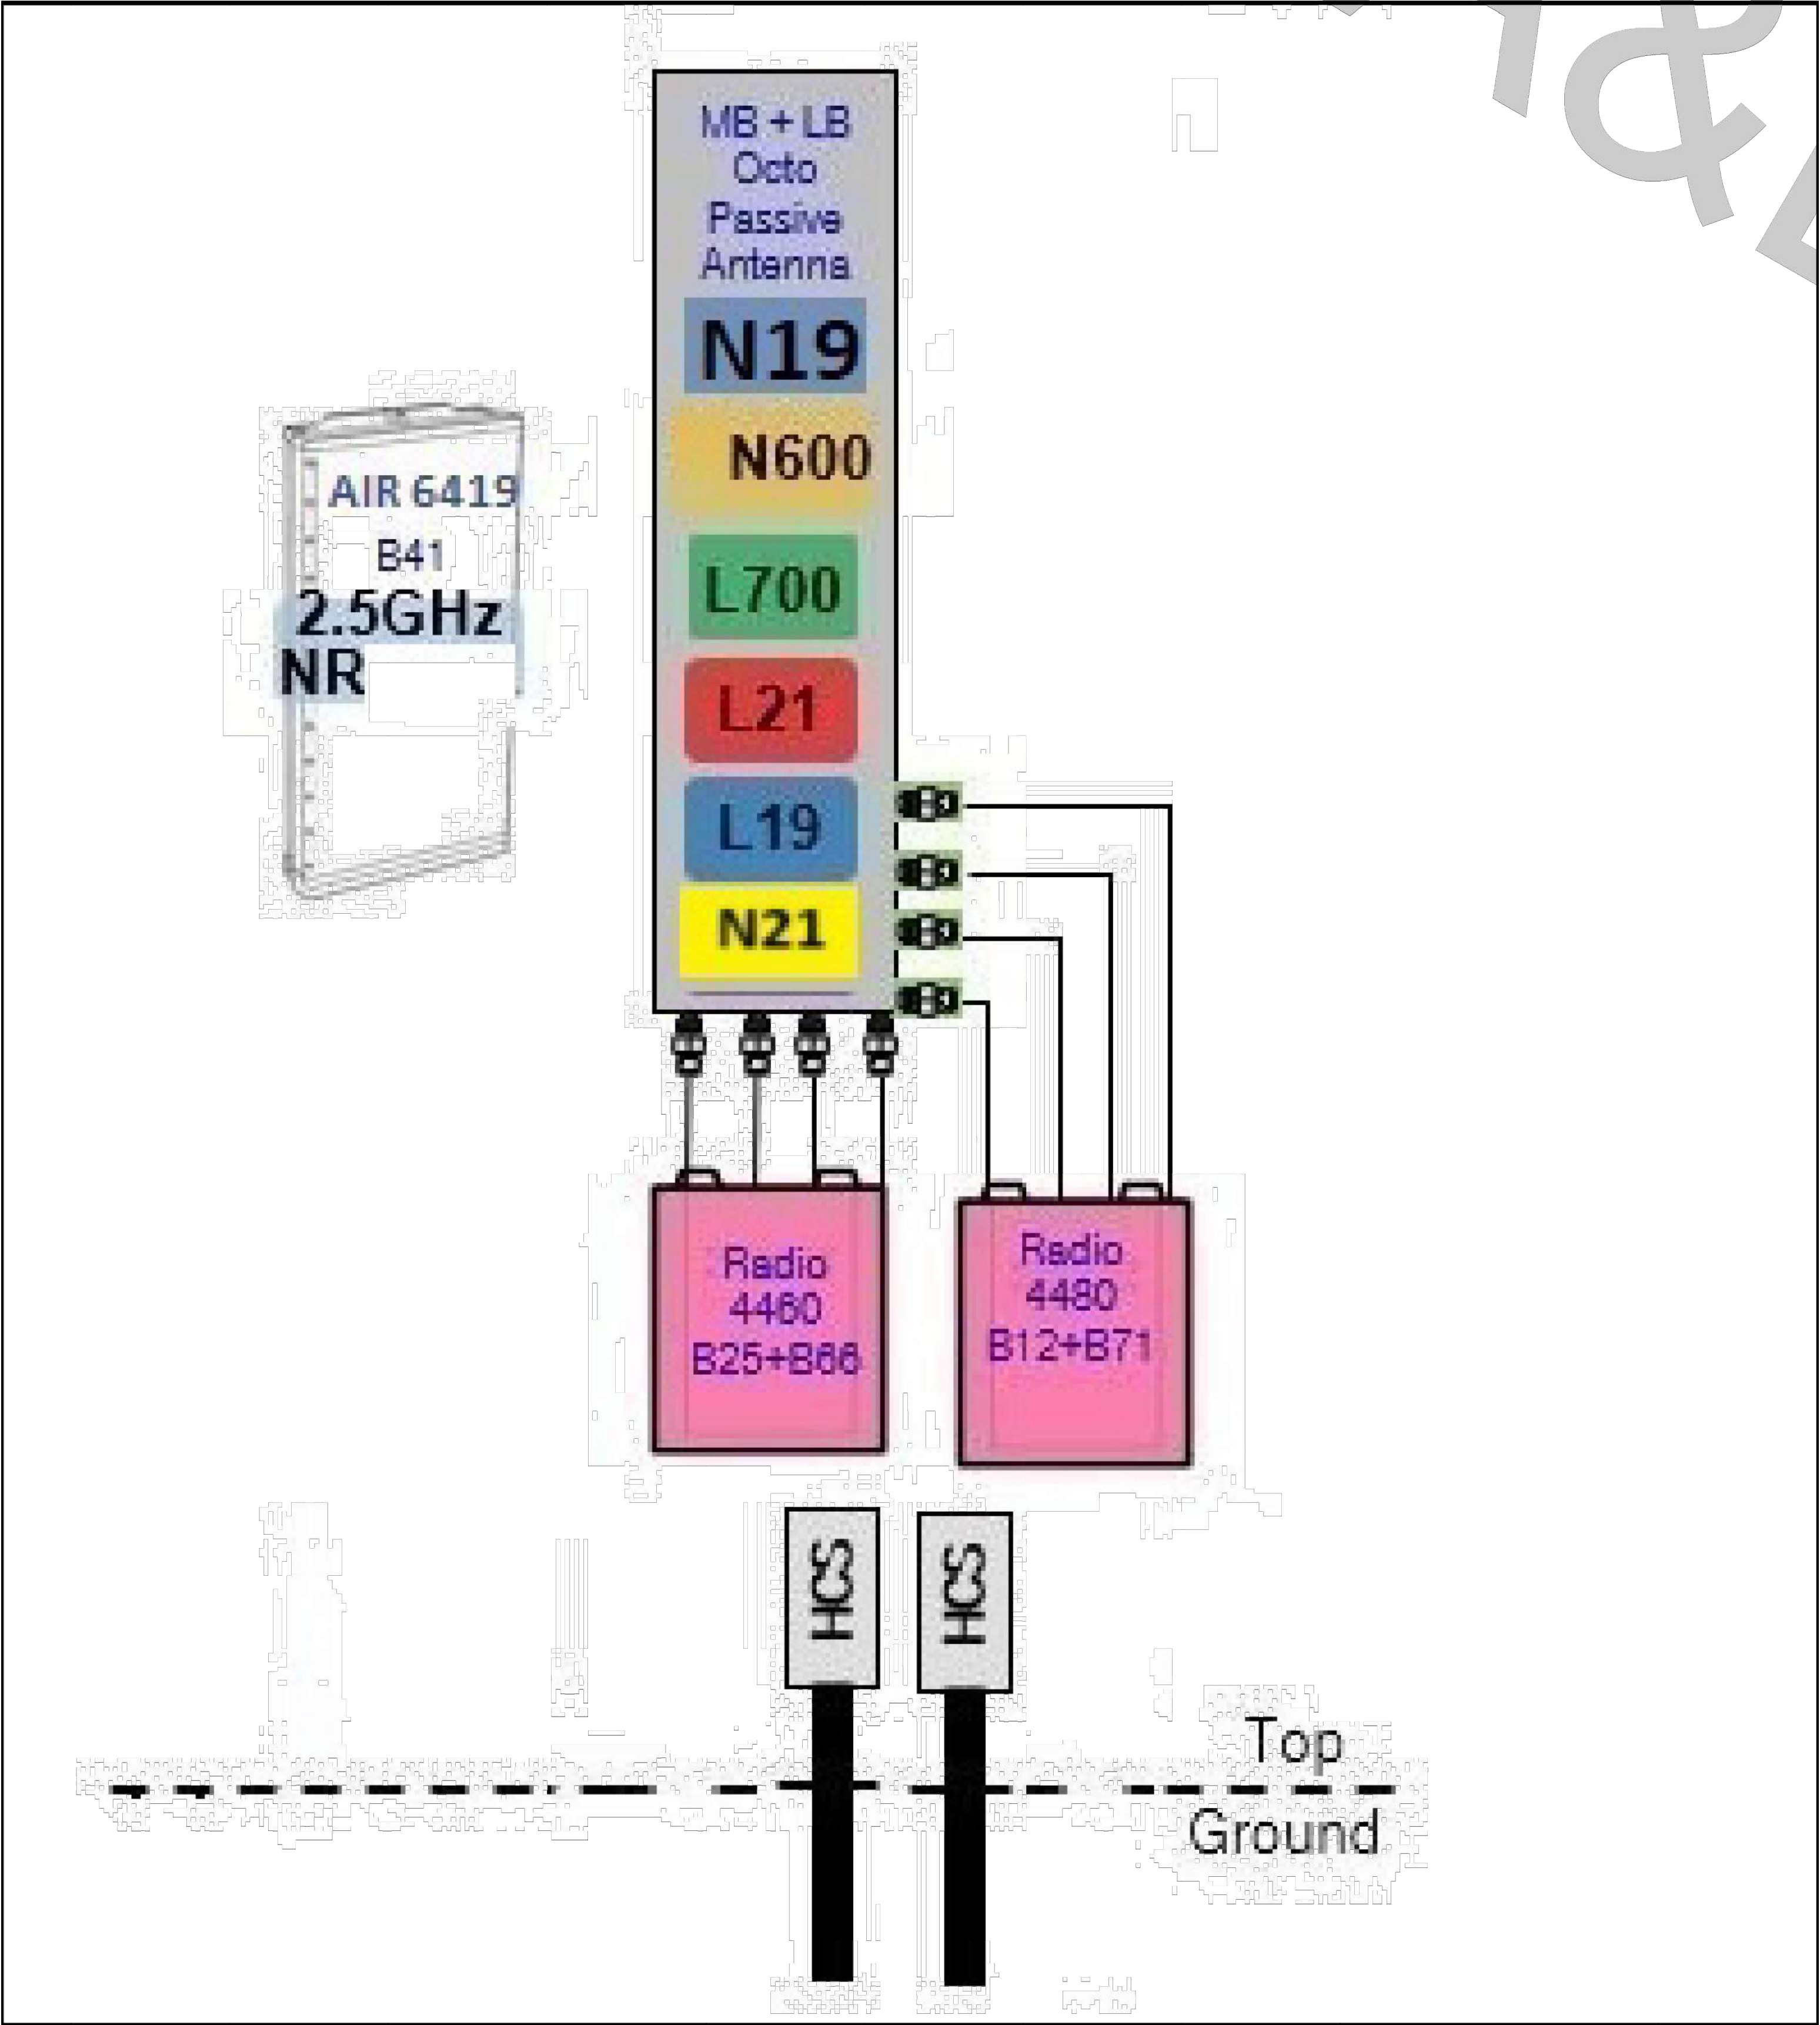 &
MB + LB
Octo
Passive
Antenna
N19
N600
L700
L21
L19
N21
AIR 6419
B41
2.5GHz
NR
Radio
4460
B25+B66
Radio
4480
B12+B71
HCS
HCS
Top
Ground